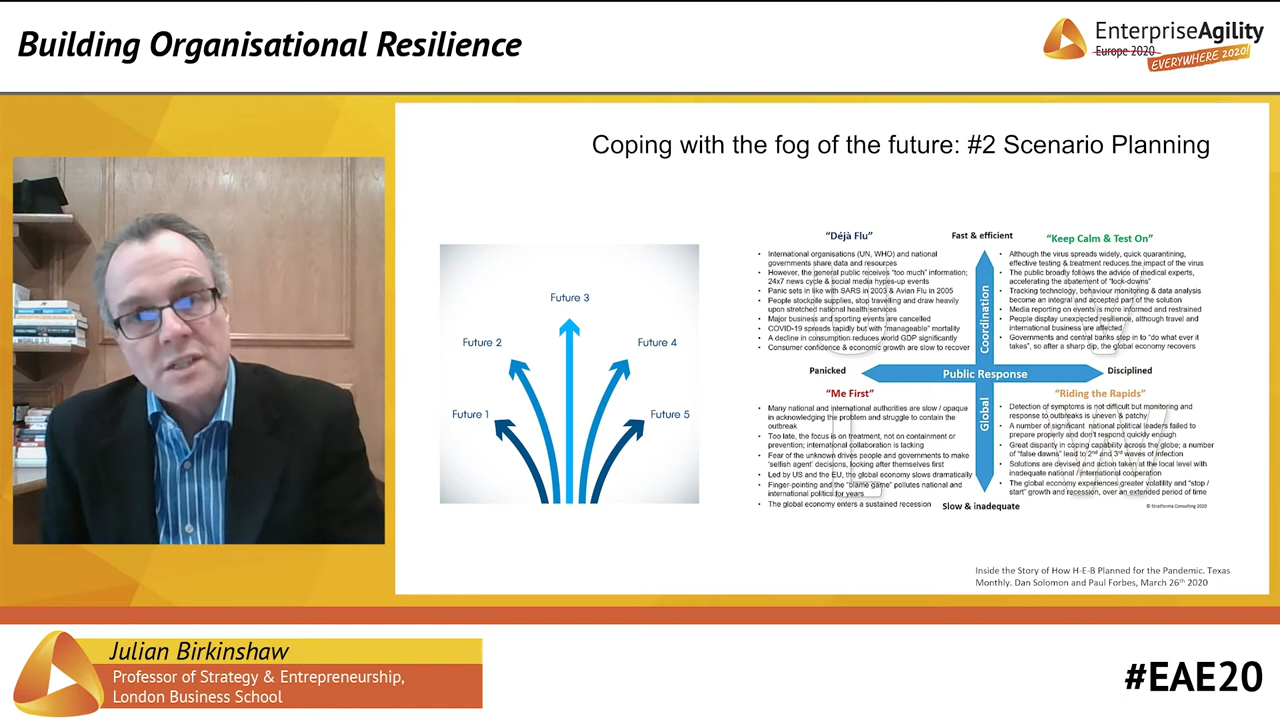 Building Organisational Resilience
EnterpriseAgility
Europe 2020
EVERYWHERE 2020!
Coping with the fog of the future: #2 Scenario Planning
Future 3
Future 2
Future 4
Future 1
Future 5
"Déjà Flu"
• International organisations (UN, WHO) and national
governments share data and resources
• However, the general public receives "too much" information;
24x7 news cycle & social media hypes-up events
• Panic sets in like with SARS in 2003 & Avian Flu in 2005
• People stockpile supplies, stop travelling and draw heavily
upon stretched national health services
• Major business and sporting events are cancelled
• COVID-19 spreads rapidly but with "manageable" mortality
• A decline in consumption reduces world GDP significantly
• Consumer confidence & economic growth are slow to recover
Fast & efficient
"Keep Calm & Test On"
• Although the virus spreads widely, quick quarantining,
effective testing & treatment reduces the impact of the virus
• The public broadly follows the advice of medical experts,
accelerating the abatement of "lock-downs"
• Tracking technology, behaviour monitoring & data analysis
become an integral and accepted part of the solution
• Media reporting on events is more informed and restrained
• People display unexpected resilience, although travel and
international business are affected
• Governments and central banks step in to "do what ever it
takes", so after a sharp dip, the global economy recovers
Coordination
Panicked
Public Response
Disciplined
Global
"Me First"
• Many national and international authorities are slow / opaque
in acknowledging the problem and struggle to contain the
outbreak
• Too late, the focus is on treatment, not on containment or
prevention; international collaboration is lacking
• Fear of the unknown drives people and governments to make
'selfish agent' decisions, looking after themselves first
• Led by US and the EU, the global economy slows dramatically
• Finger-pointing and the "blame game" pollutes national and
international politics for years
• The global economy enters a sustained recession
"Riding the Rapids"
• Detection of symptoms is not difficult but monitoring and
response to outbreaks is uneven & patchy
• A number of significant national political leaders failed to
prepare properly and don't respond quickly enough
• Great disparity in coping capability across the globe; a number
of "false dawns" lead to 2nd and 3rd waves of infection
• Solutions are devised and action taken at the local level with
inadequate national / international cooperation
• The global economy experiences greater volatility and "stop /
start" growth and recession, over an extended period of time
Slow & inadequate
© Stratforma Consulting 2020
U
V
L
W
Inside the Story of How H-E-B Planned for the Pandemic. Texas
Monthly. Dan Solomon and Paul Forbes, March 26th 2020
Julian Birkinshaw
Professor of Strategy & Entrepreneurship,
London Business School
#EAE20